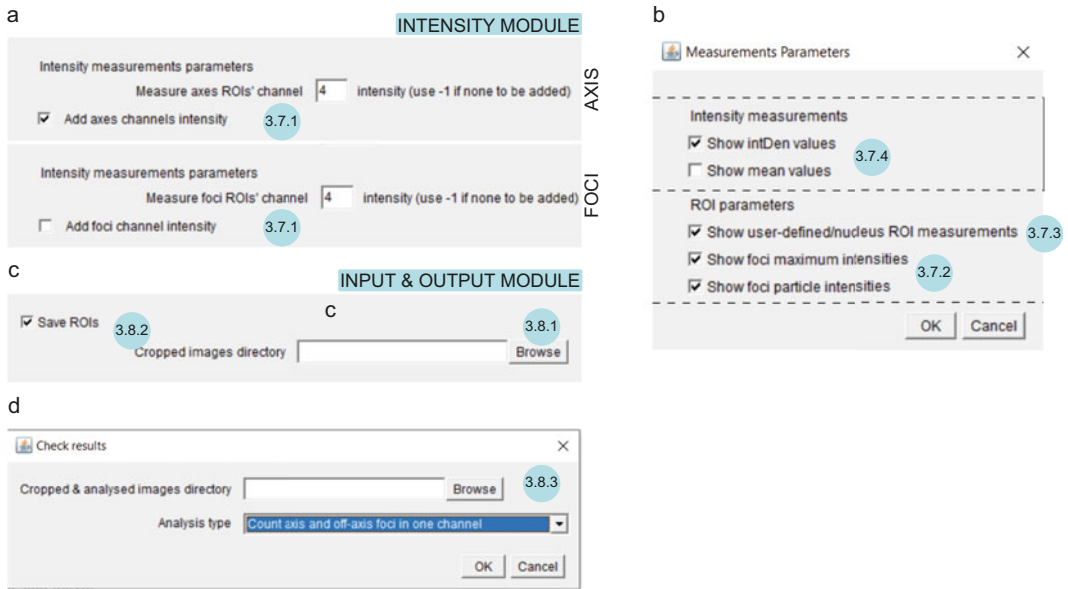 a
INTENSITY MODULE
Intensity measurements parameters
Measure axes ROIs' channel 4 intensity (use -1 if none to be added)
Add axes channels intensity 3.7.1
AXIS
Intensity measurements parameters
Measure foci ROIs' channel 4 intensity (use -1 if none to be added)
Add foci channel intensity 3.7.1
FOCI
b
Measurements Parameters
Intensity measurements
Show intDen values
Show mean values
3.7.4
ROI parameters
Show user-defined/nucleus ROI measurements 3.7.3
Show foci maximum intensities
3.7.2
Show foci particle intensities
OK Cancel
c
INPUT & OUTPUT MODULE
c
Save ROIs 3.8.2
3.8.1
Cropped images directory Browse
d
Check results
Cropped & analysed images directory Browse 3.8.3
Analysis type Count axis and off-axis foci in one channel
OK Cancel